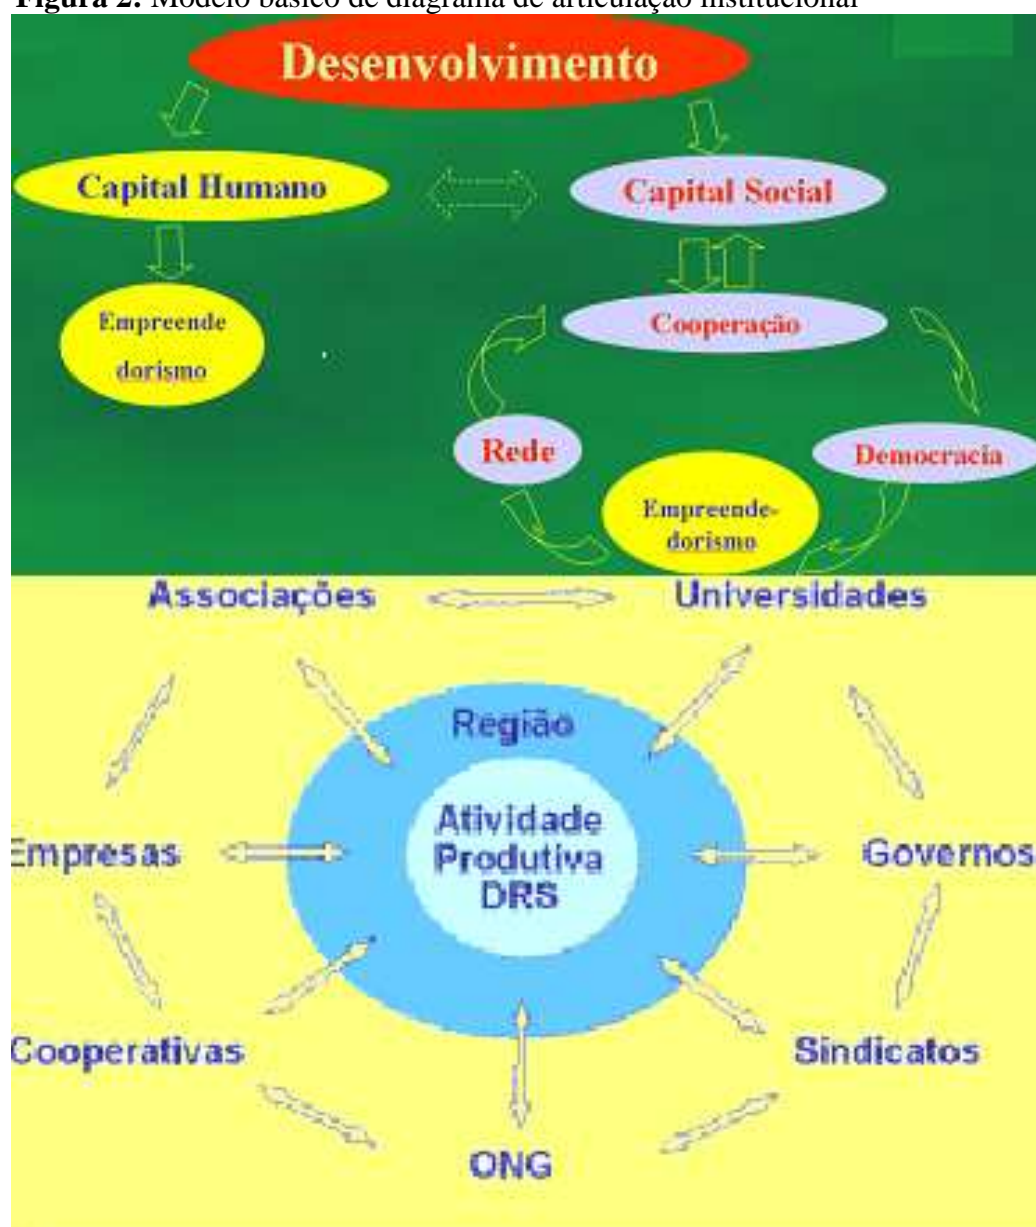 Figura 2: Modelo básico de diagrama de articulação institucional
Desenvolvimento
Capital Humano
Capital Social
Empreende
dorismo
Cooperação
Rede
Democracia
Empreende-
dorismo
Associações
Universidades
Região
Atividade
Produtiva
DRS
Empresas
Governos
Cooperativas
Sindicatos
ONG